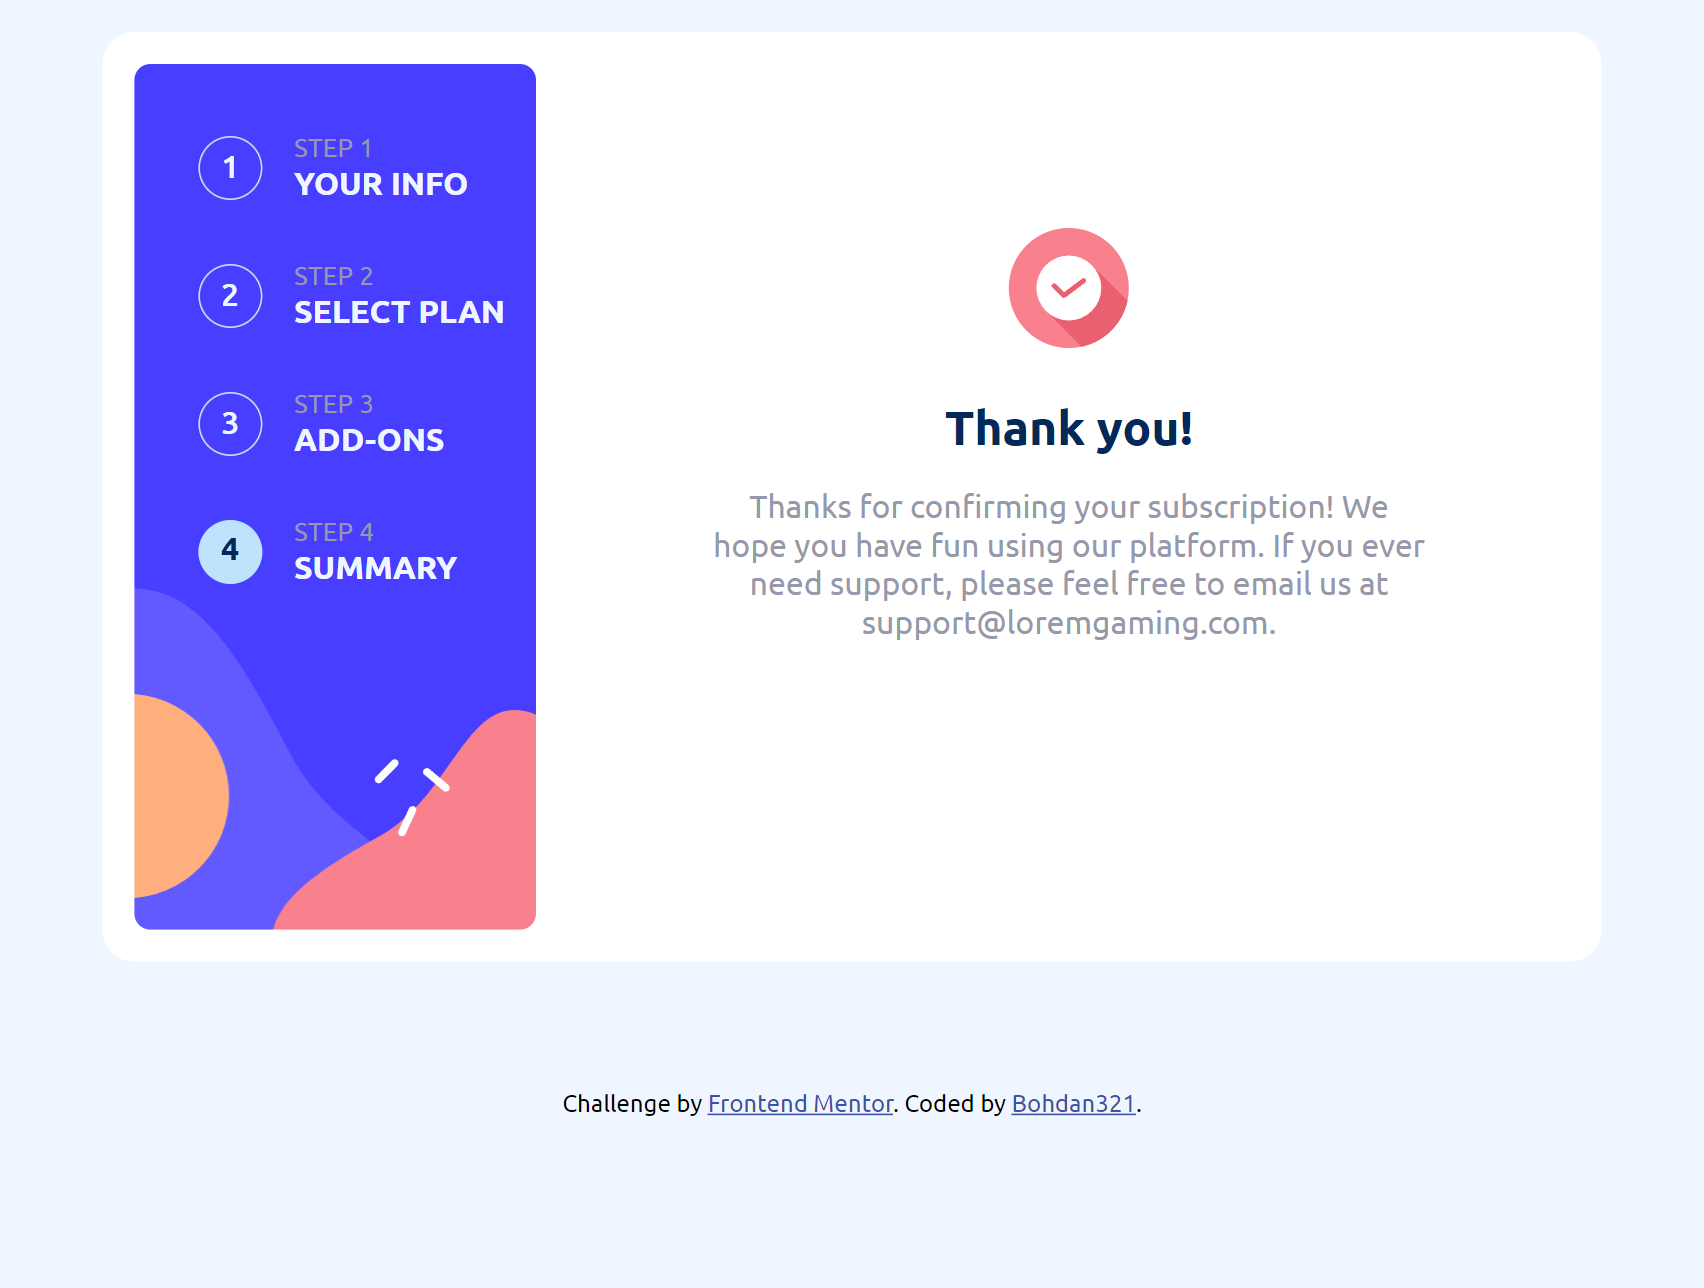 1
STEP 1
YOUR INFO
2
STEP 2
SELECT PLAN
3
STEP 3
ADD-ONS
4
STEP 4
SUMMARY
Thank you!
Thanks for confirming your subscription! We
hope you have fun using our platform. If you ever
need support, please feel free to email us at
support@loremgaming.com.
Challenge by Frontend Mentor. Coded by Bohdan321.